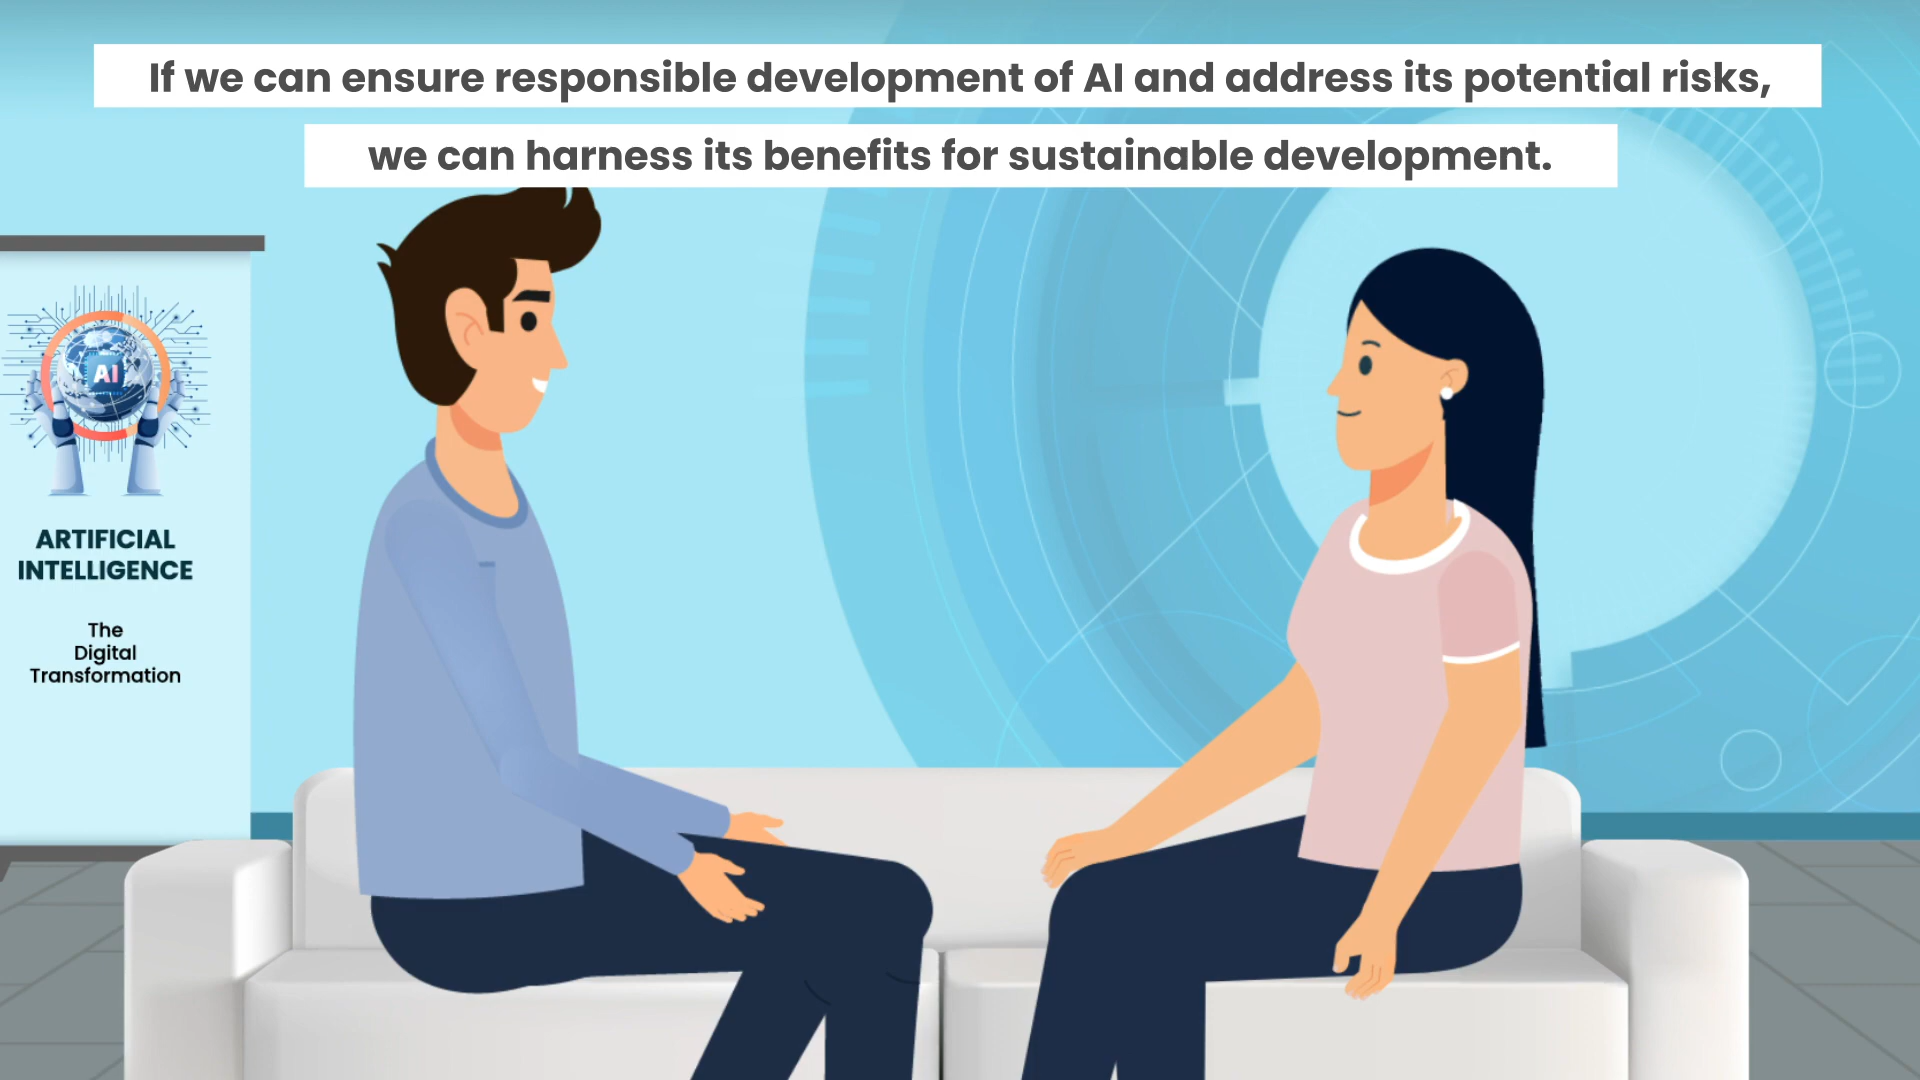 If we can ensure responsible development of AI and address its potential risks,
we can harness its benefits for sustainable development.
AI
ARTIFICIAL
INTELLIGENCE
The
Digital
Transformation